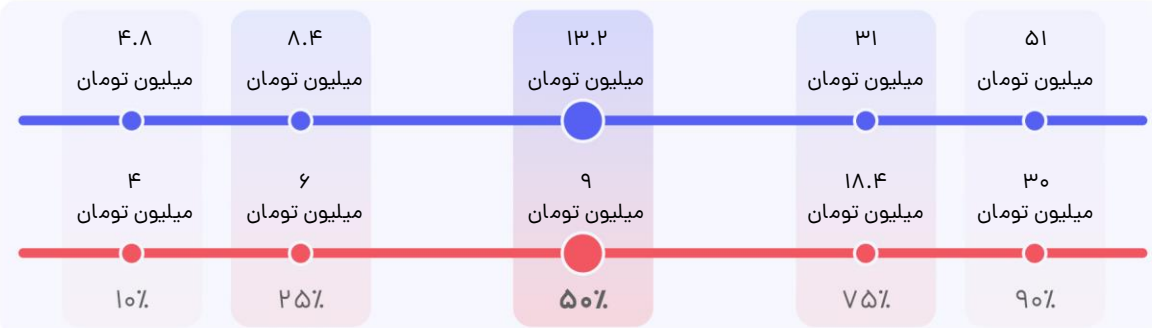 ۴.۸ ۸.۴ ۱۳.۲ ۳۱ ۵۱
میلیون تومان میلیون تومان میلیون تومان میلیون تومان میلیون تومان
۴ ۶ ۹ ۱۸.۴ ۳۰
میلیون تومان میلیون تومان میلیون تومان میلیون تومان میلیون تومان
۱۰٪ ۲۵٪ ۵۰٪ ۷۵٪ ۹۰٪